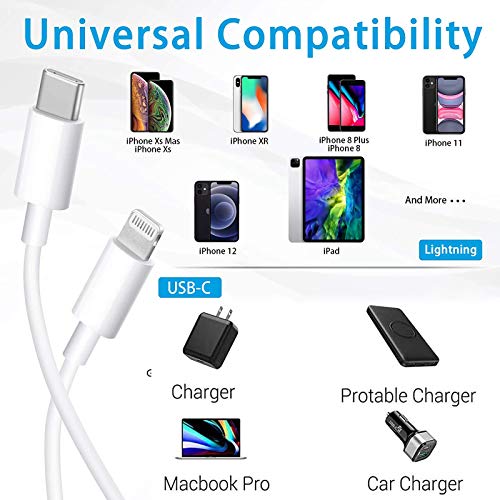 Universal Compatibility
iPhone Xs Mas
iPhone Xs
iPhone XR
iPhone 8 Plus
iPhone 8
iPhone 11
iPhone 12
iPad
And More ···
Lightning
USB-C
Charger
Protable Charger
Macbook Pro
Car Charger